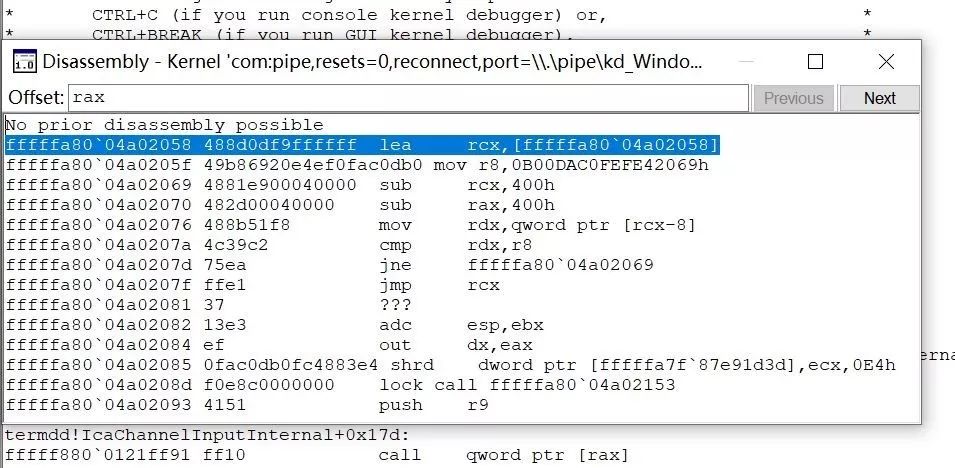 * CTRL+C (if you run console kernel debugger) or, *
* CTRL+BREAK (if you run GUI kernel debugger), *
Disassembly - Kernel 'com:pipe,resets=0,reconnect,port=\\.\pipe\kd_Windo...
Offset: rax Previous Next
No prior disassembly possible
fffffa80`04a02058 488d0df9ffffff lea rcx,[fffffa80`04a02058]
fffffa80`04a0205f 49b86920e4ef0fac0db0 mov r8,0B00DAC0FEFE42069h
fffffa80`04a02069 4881e900040000 sub rcx,400h
fffffa80`04a02070 482d00040000 sub rax,400h
fffffa80`04a02076 488b51f8 mov rdx,qword ptr [rcx-8]
fffffa80`04a0207a 4c39c2 cmp rdx,r8
fffffa80`04a0207d 75ea jne fffffa80`04a02069
fffffa80`04a0207f ffe1 jmp rcx
fffffa80`04a02081 37 ???
fffffa80`04a02082 13e3 adc esp,ebx
fffffa80`04a02084 ef out dx,eax
fffffa80`04a02085 0fac0db0fc4883e4 shrd dword ptr [fffffa7f`87e91d3d],ecx,0E4h
fffffa80`04a0208d f0e8c0000000 lock call fffffa80`04a02153
fffffa80`04a02093 4151 push r9
termdd!IcaChannelInputInternal+0x17d:
fffff880`0121ff91 ff10 call qword ptr [rax]